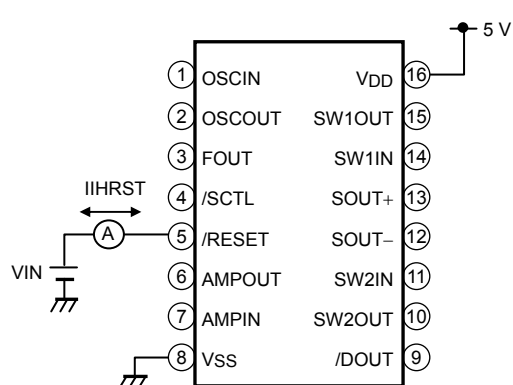 5 V
1 OSCIN
VDD 16
2 OSCOUT
SW1OUT 15
3 FOUT
SW1IN 14
IIHRST
4 /SCTL
SOUT+ 13
A
5 /RESET
SOUT− 12
VIN
6 AMPOUT
SW2IN 11
7 AMPIN
SW2OUT 10
8 VSS
/DOUT 9